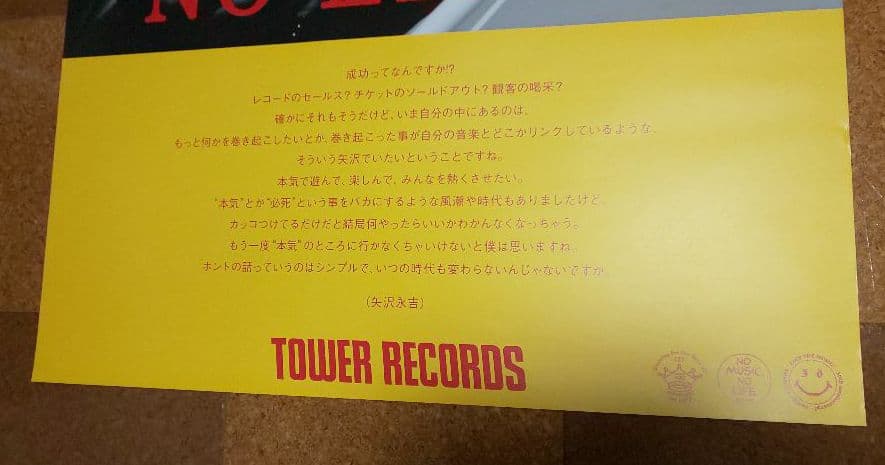 NO
成功ってなんですか!?
レコードのセールス?チケットのソールドアウト?観客の喝采?
確かにそれもそうだけど、いま自分の中にあるのは、
もっと何かを巻き起こしたいとか、巻き起こった事が自分の音楽とどこかリンクしているような、
そういう矢沢でいたいということですね。
本気で遊んで、楽しんで、みんなを熱くさせたい。
“本気”とか“必死”という事をバカにするような風潮や時代もありましたけど、
カッコつけてるだけだと結局何やったらいいかわかんなくなっちゃう。
もう一度“本気”のところに行かなくちゃいけないと僕は思いますね。
ホントの話っていうのはシンプルで、いつの時代も変わらないんじゃないですか。
(矢沢永吉)
TOWER RECORDS
NO
MUSIC
NO
LIFE
30